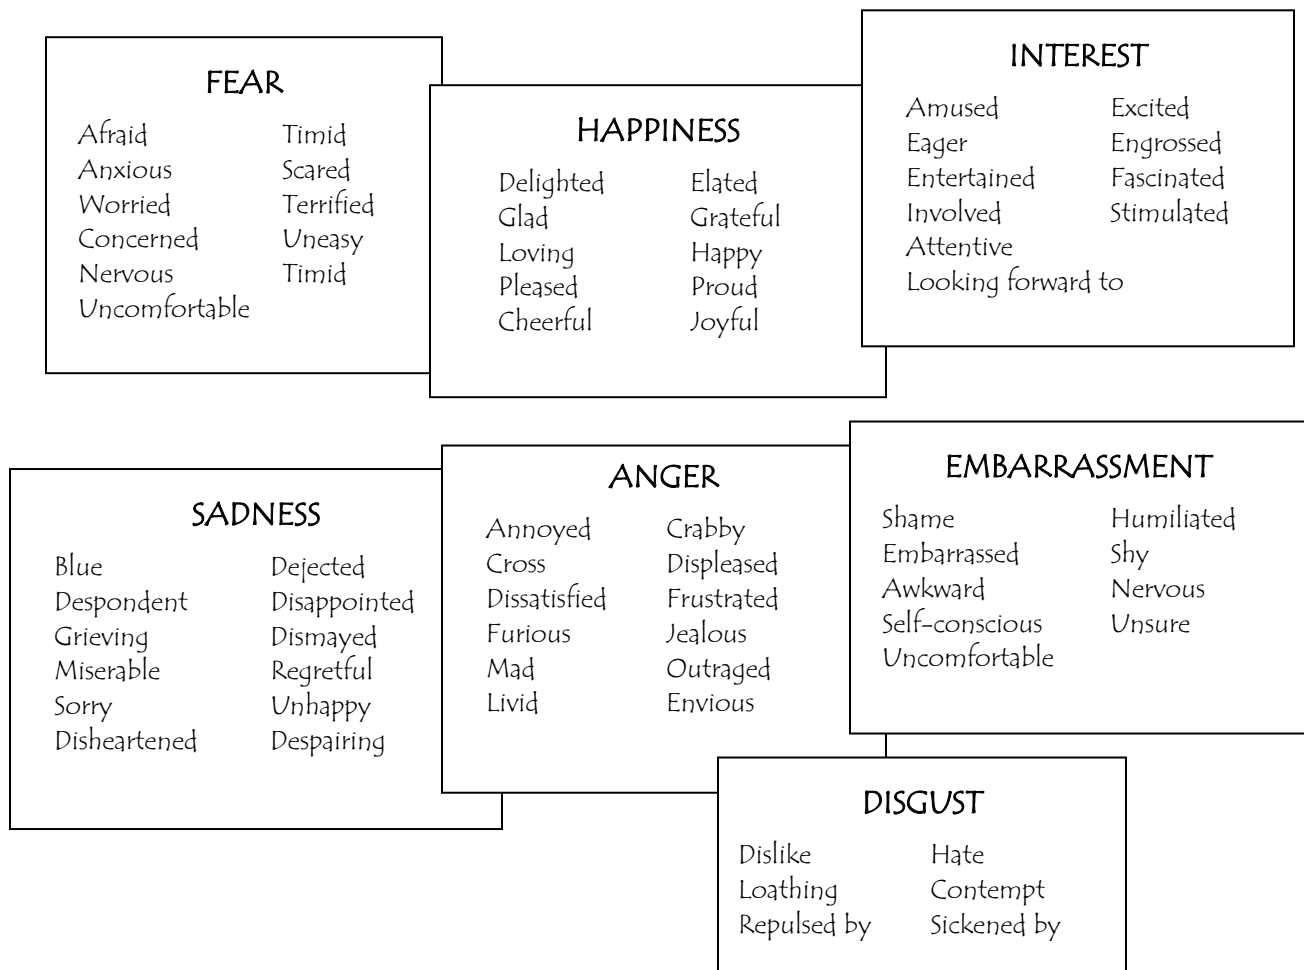 FEAR
Afraid Timid
Anxious Scared
Worried Terrified
Concerned Uneasy
Nervous Timid
Uncomfortable
HAPPINESS
Delighted Elated
Glad Grateful
Loving Happy
Pleased Proud
Cheerful Joyful
INTEREST
Amused Excited
Eager Engrossed
Entertained Fascinated
Involved Stimulated
Attentive
Looking forward to
SADNESS
Blue Dejected
Despondent Disappointed
Grieving Dismayed
Miserable Regretful
Sorry Unhappy
Disheartened Despairing
ANGER
Annoyed Crabby
Cross Displeased
Dissatisfied Frustrated
Furious Jealous
Mad Outraged
Livid Envious
EMBARRASSMENT
Shame Humiliated
Embarrassed Shy
Awkward Nervous
Self-conscious Unsure
Uncomfortable
DISGUST
Dislike Hate
Loathing Contempt
Repulsed by Sickened by